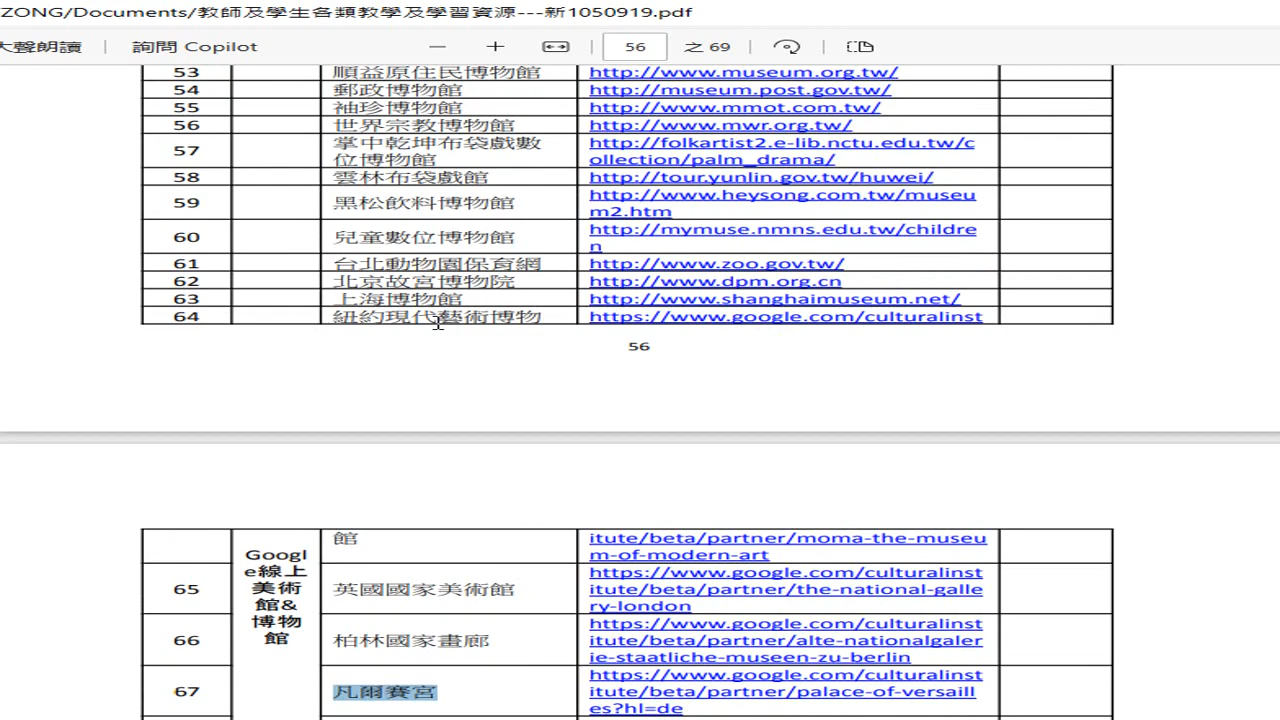 ZONG/Documents/教師及學生各類教學及學習資源---新1050919.pdf
大聲朗讀 詢問 Copilot 56 之 69
53 順益原住民博物館 http://www.museum.org.tw/
54 郵政博物館 http://museum.post.gov.tw/
55 袖珍博物館 http://www.mmot.com.tw/
56 世界宗教博物館 http://www.mwr.org.tw/
57 掌中乾坤布袋戲數 http://folkartist2.e-lib.nctu.edu.tw/c
位博物館 ollection/palm_drama/
58 雲林布袋戲館 http://tour.yunlin.gov.tw/huwei/
59 黑松飲料博物館 http://www.heysong.com.tw/museu
m2.htm
60 兒童數位博物館 http://mymuse.nmns.edu.tw/childre
n
61 台北動物園保育網 http://www.zoo.gov.tw/
62 北京故宮博物院 http://www.dpm.org.cn
63 上海博物館 http://www.shanghaimuseum.net/
64 紐約現代藝術博物 https://www.google.com/culturalinst
56
館 itute/beta/partner/moma-the-museu
m-of-modern-art
Googl
e線上
美術
館&
博物
館
65 英國國家美術館 https://www.google.com/culturalinst
itute/beta/partner/the-national-galle
ry-london
66 柏林國家畫廊 https://www.google.com/culturalinst
itute/beta/partner/alte-nationalgaler
ie-staatliche-museen-zu-berlin
67 凡爾賽宮 https://www.google.com/culturalinst
itute/beta/partner/palace-of-versaill
es?hl=de